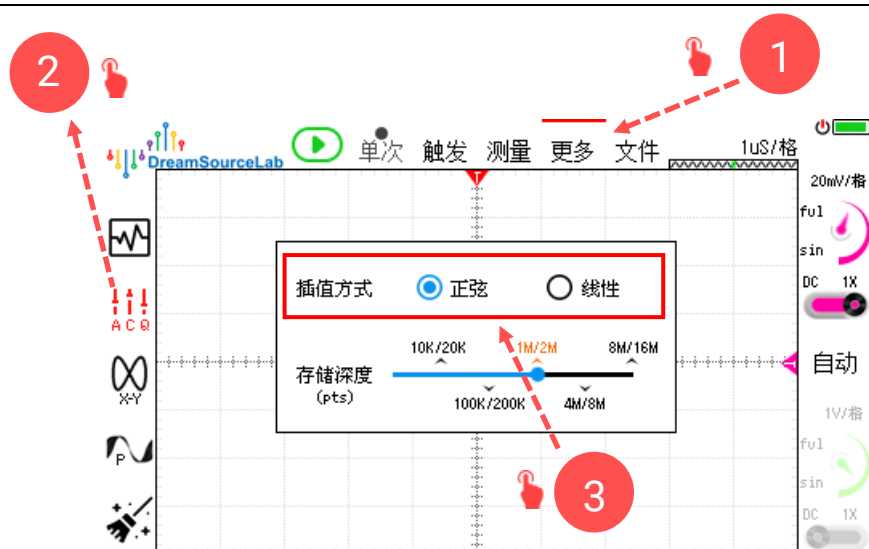 2
1
DreamSourceLab
单次 触发 测量 更多 文件
1uS/格
T
20mV/格
ful
sin
DC 1X
插值方式 正弦 线性
ACQ
10K/20K 1M/2M 8M/16M
存储深度
(pts)
100K/200K 4M/8M
自动
X-Y
1V/格
ful
P
sin
3
DC 1X